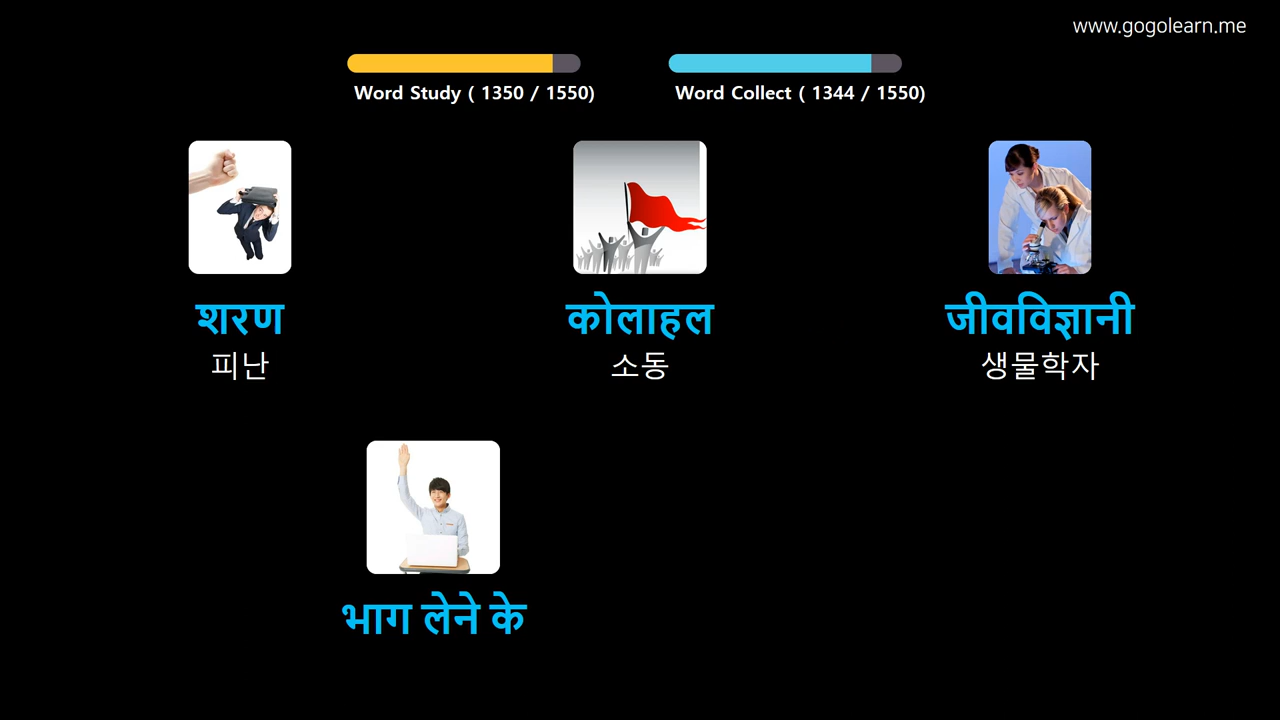 www.gogolearn.me
Word Study ( 1350 / 1550)
Word Collect ( 1344 / 1550)
शरण
피난
कोलाहल
소동
जीवविज्ञानी
생물학자
भाग लेने के